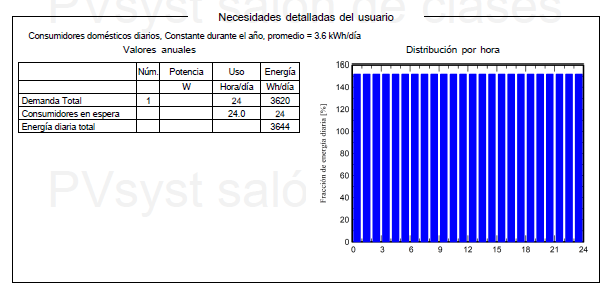 PVsyst salón de clases
Necesidades detalladas del usuario
Consumidores domésticos diarios, Constante durante el año, promedio = 3.6 kWh/día
Valores anuales
Núm. Potencia Uso Energía
W Hora/día Wh/día
Demanda Total 1 24 3620
Consumidores en espera 24.0 24
Energía diaria total 3644
Distribución por hora
Fracción de energía diaria [%]
160
140
120
100
80
60
40
20
0
0 3 6 9 12 15 18 21 24
PVsyst saló